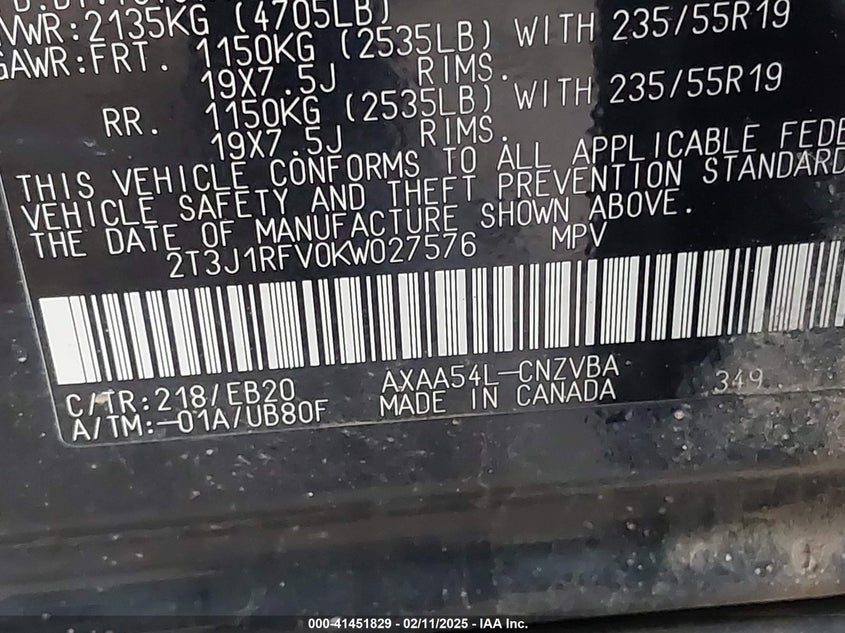 GVWR:2135KG (4705LB)
GAWR:FRT. 1150KG (2535LB) WITH 235/55R19
19X7.5J RIMS.
RR. 1150KG (2535LB) WITH 235/55R19
19X7.5J RIMS.
THIS VEHICLE CONFORMS TO ALL APPLICABLE FEDE
VEHICLE SAFETY AND THEFT PREVENTION STANDARD
THE DATE OF MANUFACTURE SHOWN ABOVE.
2T3J1RFV0KW027576 MPV
C/TR:218/EB20 AXAA54L-CNZVBA 349
A/TM:-01A/UB80F MADE IN CANADA
000-41451829 - 02/11/2025 - IAA Inc.